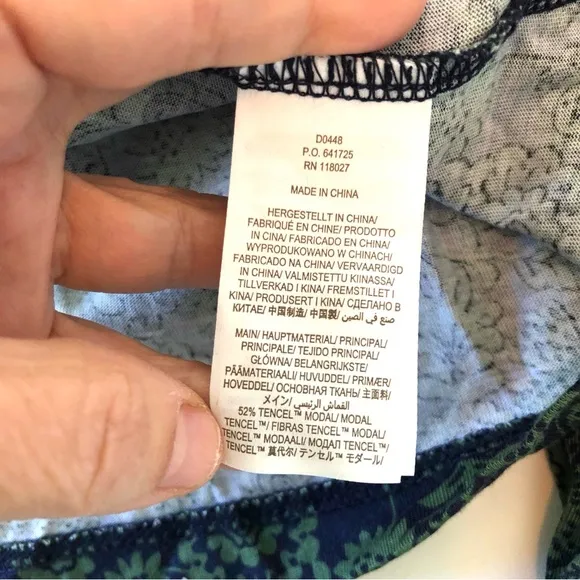 D0448
P.O. 641725
RN 118027
MADE IN CHINA
HERGESTELLT IN CHINA/
FABRIQUÉ EN CHINE/ PRODOTTO
IN CINA/ FABRICADO EN CHINA/
WYPRODUKOWANO W CHINACH/
FABRICADO NA CHINA/ VERVAARDIGD
IN CHINA/ VALMISTETTU KIINASSA/
TILLVERKAD I KINA/ FREMSTILLET I
KINA/ PRODUSERT I KINA/ СДЕЛАНО В
КИТАЕ/ 中国制造/ 中国製/ صنع في الصين
MAIN/ HAUPTMATERIAL/ PRINCIPAL/
PRINCIPALE/ TEJIDO PRINCIPAL/
GŁÓWNA/ BELANGRIJKSTE/
PÄÄMATERIAALI/ HUVUDDEL/ PRIMÆR/
HOVEDDEL/ ОСНОВНАЯ ТКАНЬ/ 主面料/
メイン/ القماش الرئيسي/
52% TENCEL™ MODAL/ MODAL
TENCEL™/ FIBRAS TENCEL™ MODAL/
TENCEL™ MODAALI/ МОДАЛ TENCEL™/
TENCEL™ 莫代尔/ テンセル™ モダール/